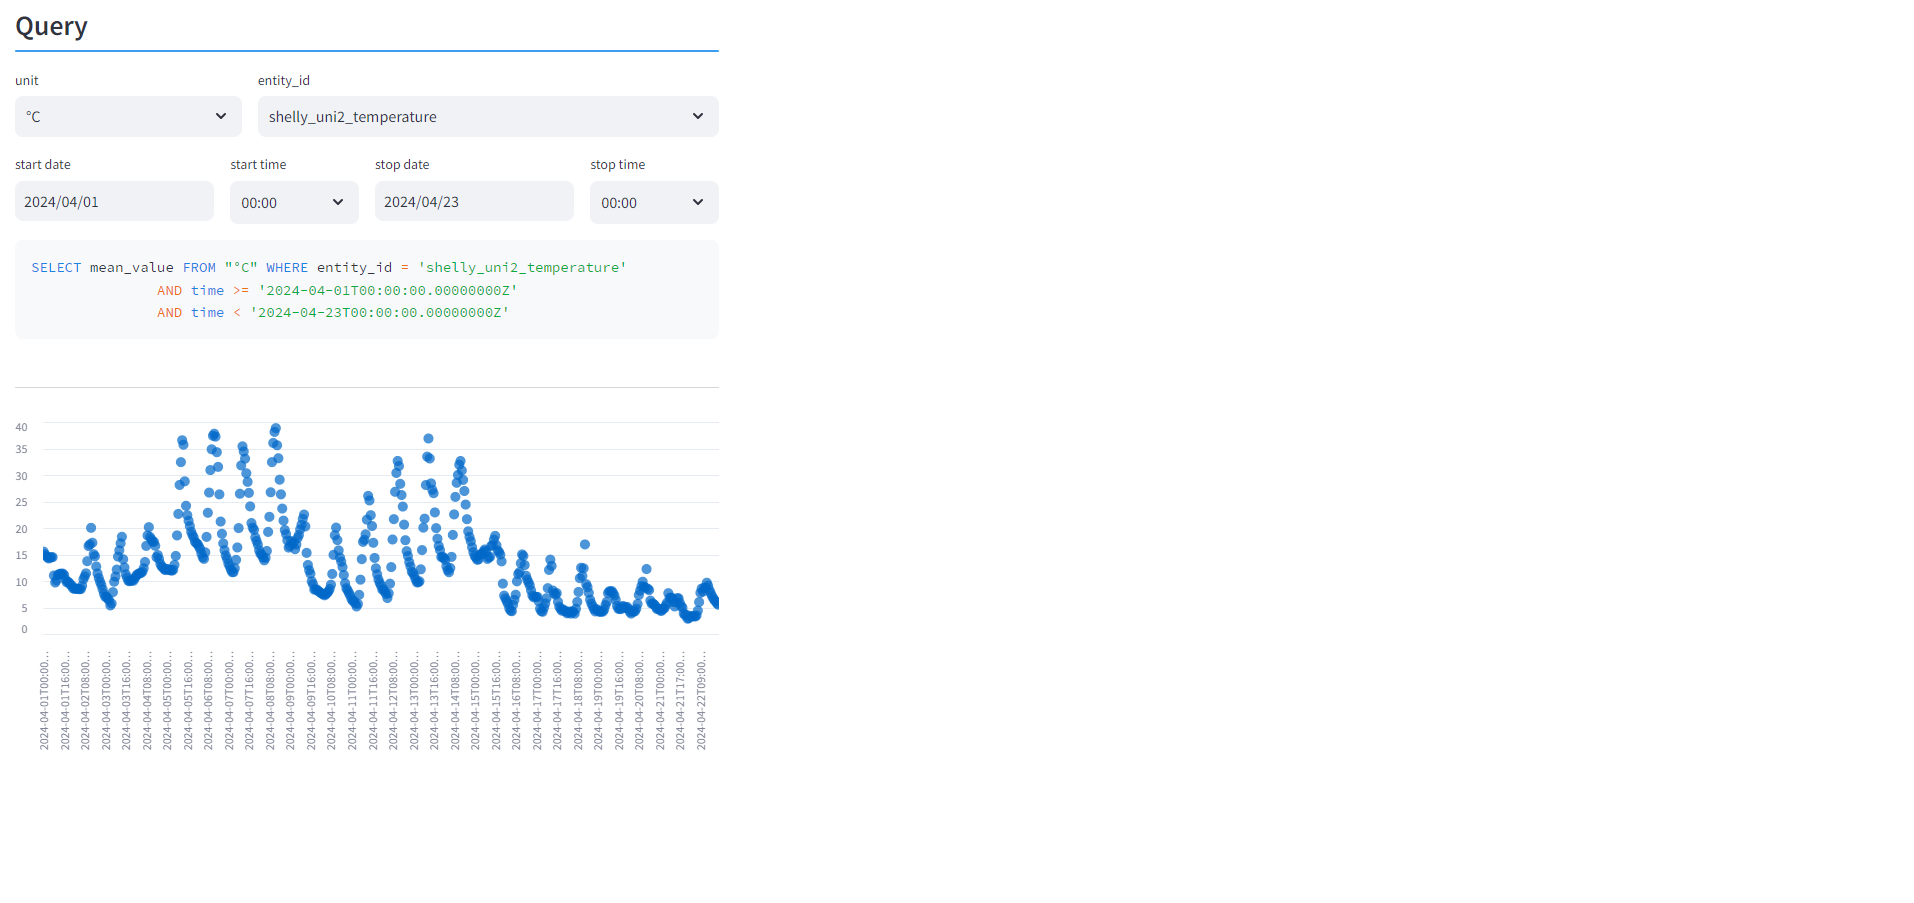 Query
unit
entity_id
°C
shelly_uni2_temperature
start date
start time
stop date
stop time
2024/04/01
00:00
2024/04/23
00:00
SELECT mean_value FROM "°C" WHERE entity_id = 'shelly_uni2_temperature'
AND time >= '2024-04-01T00:00:00.00000000Z'
AND time < '2024-04-23T00:00:00.00000000Z'
40
35
30
25
20
15
10
5
0
2024-04-01T00:00…
2024-04-01T16:00…
2024-04-02T08:00…
2024-04-03T00:00…
2024-04-03T16:00…
2024-04-04T08:00…
2024-04-05T00:00…
2024-04-05T16:00…
2024-04-06T08:00…
2024-04-07T00:00…
2024-04-07T16:00…
2024-04-08T08:00…
2024-04-09T00:00…
2024-04-09T16:00…
2024-04-10T08:00…
2024-04-11T00:00…
2024-04-11T16:00…
2024-04-12T08:00…
2024-04-13T00:00…
2024-04-13T16:00…
2024-04-14T08:00…
2024-04-15T00:00…
2024-04-15T16:00…
2024-04-16T08:00…
2024-04-17T00:00…
2024-04-17T16:00…
2024-04-18T08:00…
2024-04-19T00:00…
2024-04-19T16:00…
2024-04-20T08:00…
2024-04-21T00:00…
2024-04-21T17:00…
2024-04-22T09:00…